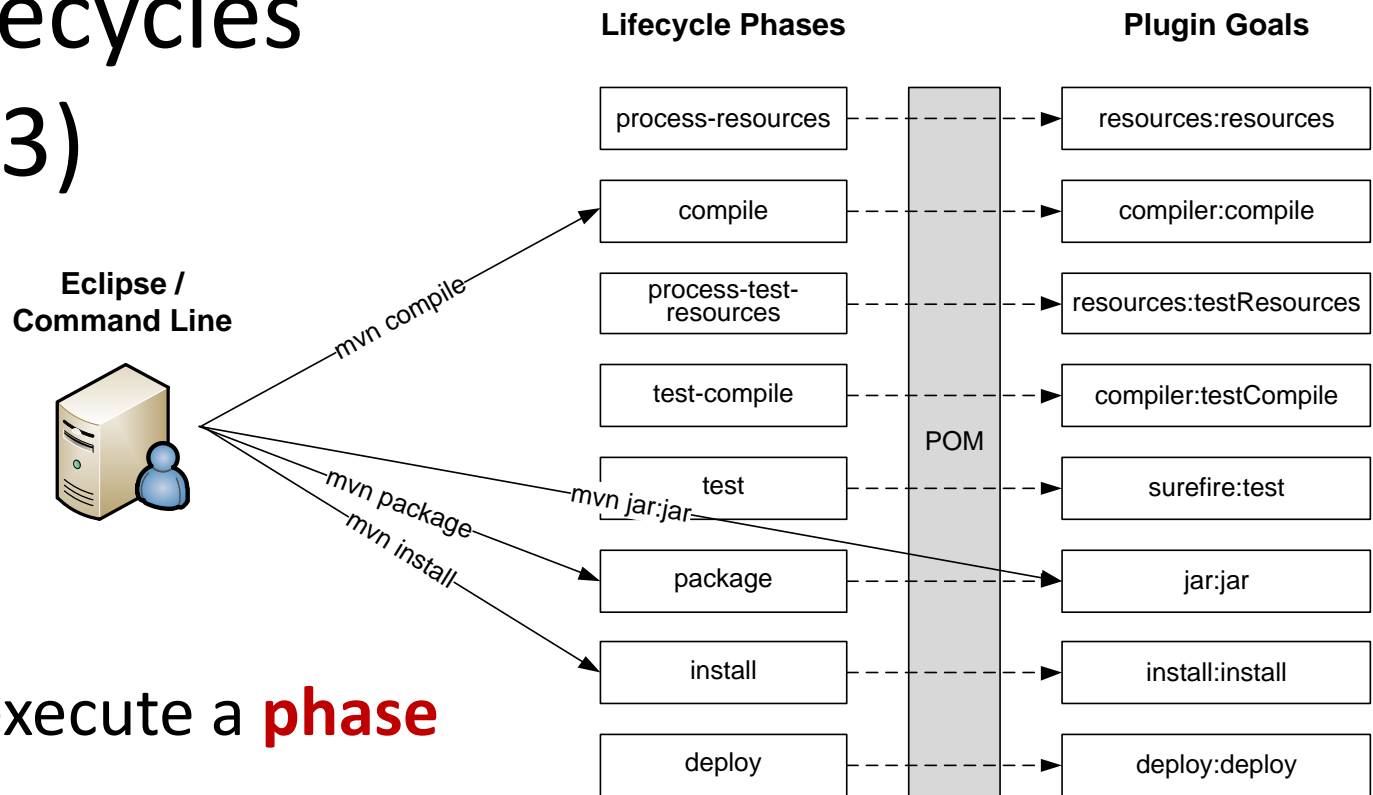 ecycles
3)
Lifecycle Phases
Plugin Goals
process-resources
resources:resources
compile
compiler:compile
Eclipse /
Command Line
mvn compile
process-test-
resources
resources:testResources
test-compile
compiler:testCompile
POM
test
surefire:test
mvn jar:jar
mvn package
mvn install
package
jar:jar
install
install:install
xecute a phase
deploy
deploy:deploy